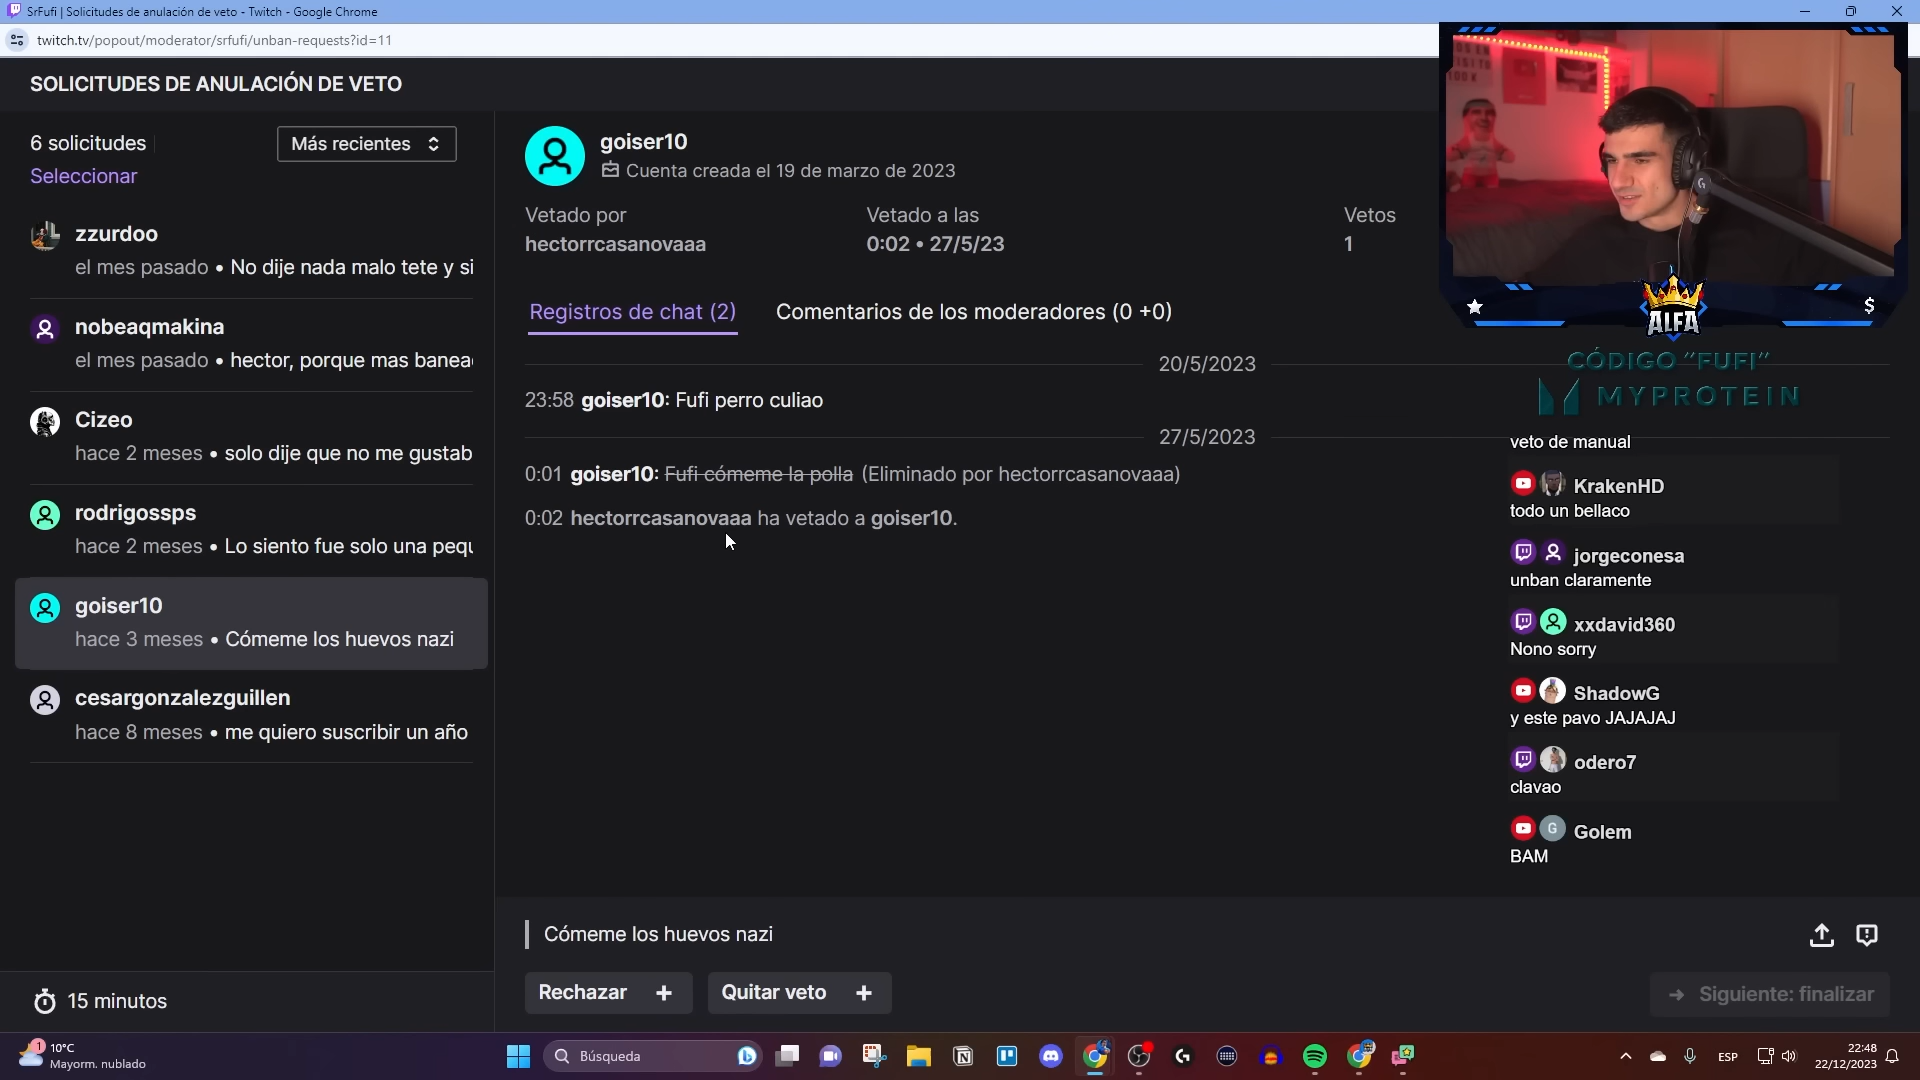 SrFufi | Solicitudes de anulación de veto - Twitch - Google Chrome
twitch.tv/popout/moderator/srfufi/unban-requests?id=11
SOLICITUDES DE ANULACIÓN DE VETO
6 solicitudes
Más recientes
Seleccionar
zzurdoo
el mes pasado • No dije nada malo tete y si
nobeaqmakina
el mes pasado • hector, porque mas banea
Cizeo
hace 2 meses • solo dije que no me gustab
rodrigossps
hace 2 meses • Lo siento fue solo una pequ
goiser10
hace 3 meses • Cómeme los huevos nazi
cesargonzalezguillen
hace 8 meses • me quiero suscribir un año
15 minutos
goiser10
Cuenta creada el 19 de marzo de 2023
Vetado por
hectorrcasanovaaa
Vetado a las
0:02 • 27/5/23
Vetos
1
Registros de chat (2)
Comentarios de los moderadores (0 +0)
20/5/2023
23:58 goiser10: Fufi perro culiao
27/5/2023
0:01 goiser10: Fufi cómeme la polla (Eliminado por hectorrcasanovaaa)
0:02 hectorrcasanovaaa ha vetado a goiser10.
Cómeme los huevos nazi
Rechazar +
Quitar veto +
Siguiente: finalizar
ALFA
$
CÓDIGO "FUFI"
MYPROTEIN
veto de manual
KrakenHD
todo un bellaco
jorgeconesa
unban claramente
xxdavid360
Nono sorry
ShadowG
y este pavo JAJAJAJ
odero7
clavao
G Golem
BAM
1
10°C
Mayorm. nublado
Búsqueda
ESP
22:48
22/12/2023